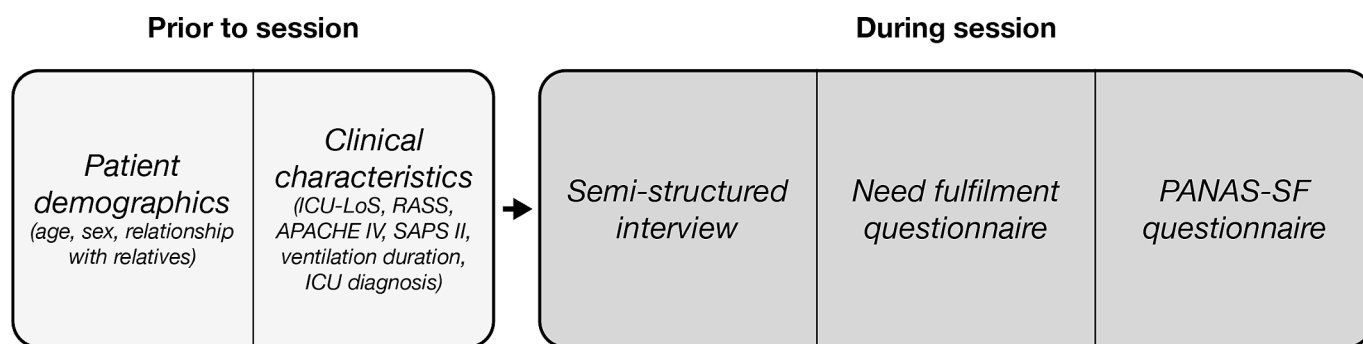 Prior to session
During session
Patient
demographics
(age, sex, relationship
with relatives)
Clinical
characteristics
(ICU-LoS, RASS,
APACHE IV, SAPS II,
ventilation duration,
ICU diagnosis)
Semi-structured
interview
Need fulfilment
questionnaire
PANAS-SF
questionnaire